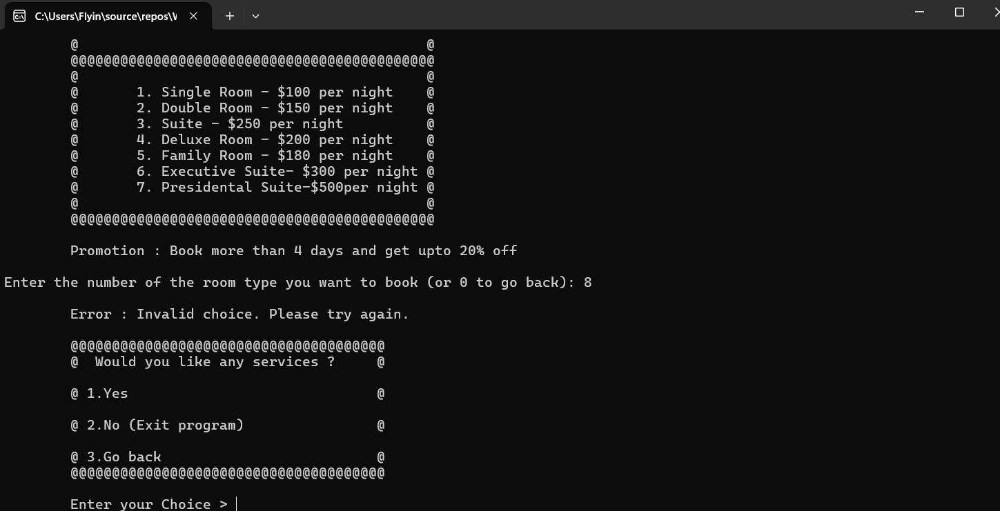 C:\Users\Flyin\source\repos\V
@ @
@@@@@@@@@@@@@@@@@@@@@@@@@@@@@@@@@@@@@@@@@@@@
@ @
@ 1. Single Room - $100 per night @
@ 2. Double Room - $150 per night @
@ 3. Suite - $250 per night @
@ 4. Deluxe Room - $200 per night @
@ 5. Family Room - $180 per night @
@ 6. Executive Suite- $300 per night @
@ 7. Presidental Suite-$500per night @
@ @
@@@@@@@@@@@@@@@@@@@@@@@@@@@@@@@@@@@@@@@@@@@@
Promotion : Book more than 4 days and get upto 20% off
Enter the number of the room type you want to book (or 0 to go back): 8
Error : Invalid choice. Please try again.
@@@@@@@@@@@@@@@@@@@@@@@@@@@@@@@@@@@@@@
@ Would you like any services ? @
@ 1.Yes @
@ 2.No (Exit program) @
@ 3.Go back @
@@@@@@@@@@@@@@@@@@@@@@@@@@@@@@@@@@@@@@
Enter your Choice >